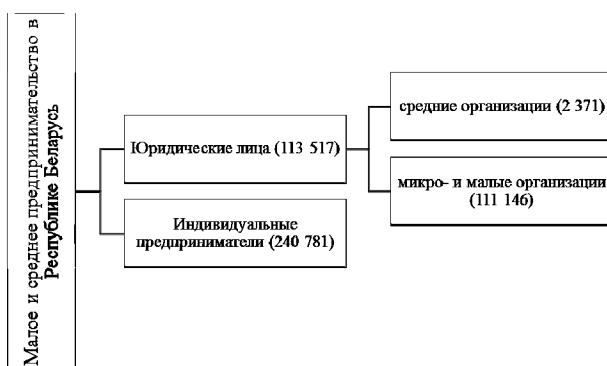 Малое и среднее предпринимательство в
Республике Беларусь
Юридические лица (113 517)
Индивидуальные
предприниматели (240 781)
средние организации (2 371)
микро- и малые организации
(111 146)